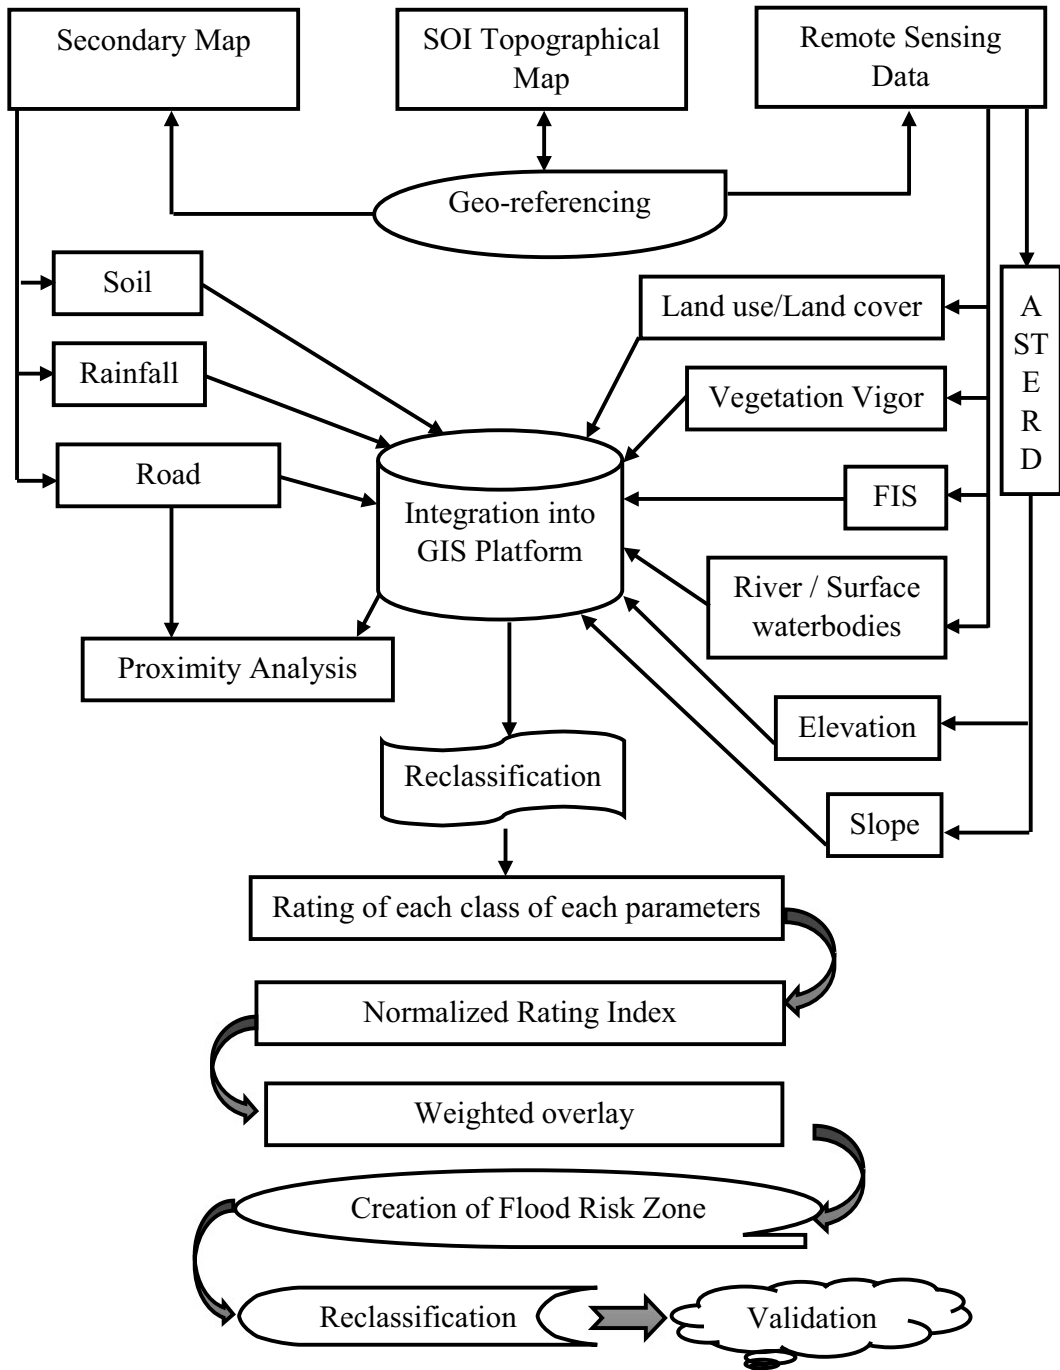 Secondary Map
SOI Topographical
Map
Remote Sensing
Data
Geo-referencing
Soil
Rainfall
Road
Land use/Land cover
Vegetation Vigor
FIS
River / Surface
waterbodies
Elevation
Slope
A
ST
E
R
D
Integration into
GIS Platform
Proximity Analysis
Reclassification
Rating of each class of each parameters
Normalized Rating Index
Weighted overlay
Creation of Flood Risk Zone
Reclassification
Validation